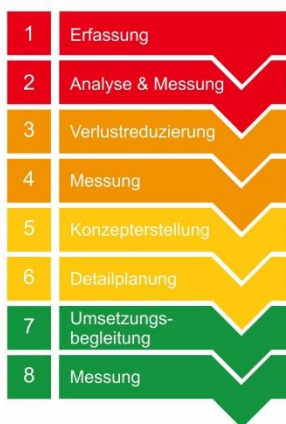 1 Erfassung
2 Analyse & Messung
3 Verlustreduzierung
4 Messung
5 Konzepterstellung
6 Detailplanung
7 Umsetzungs-
begleitung
8 Messung